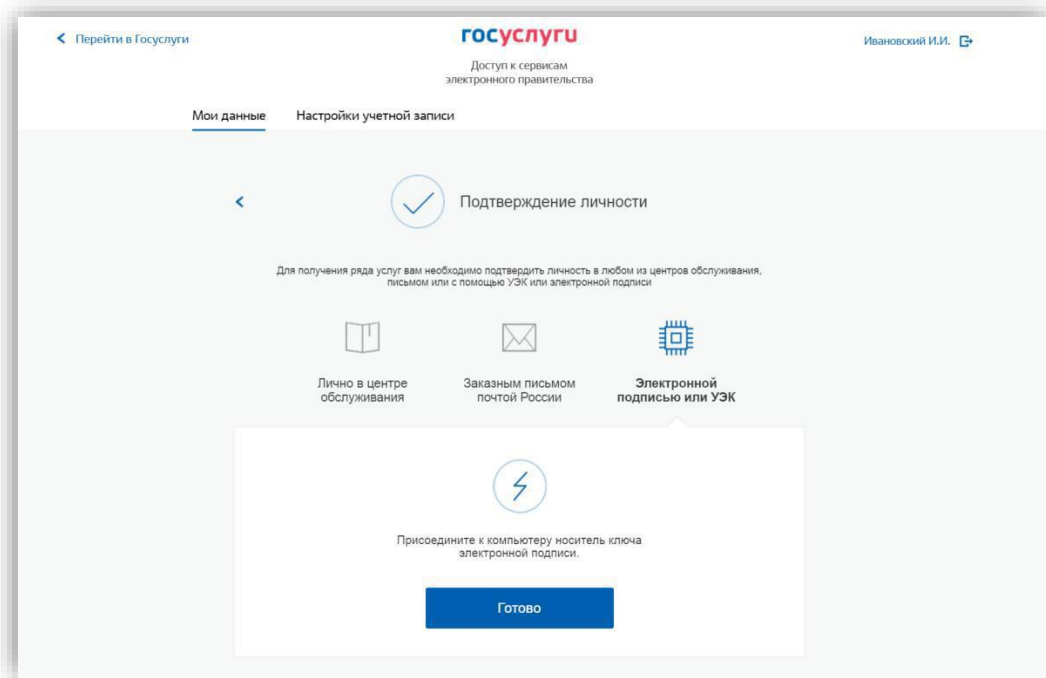 Перейти в Госуслуги
госуслуги
Ивановский И.И.
Доступ к сервисам
электронного правительства
Мои данные
Настройки учетной записи
Подтверждение личности
Для получения ряда услуг вам необходимо подтвердить личность в любом из центров обслуживания,
письмом или с помощью УЭК или электронной подписи
Лично в центре
обслуживания
Заказным письмом
почтой России
Электронной
подписью или УЭК
Присоедините к компьютеру носитель ключа
электронной подписи.
Готово